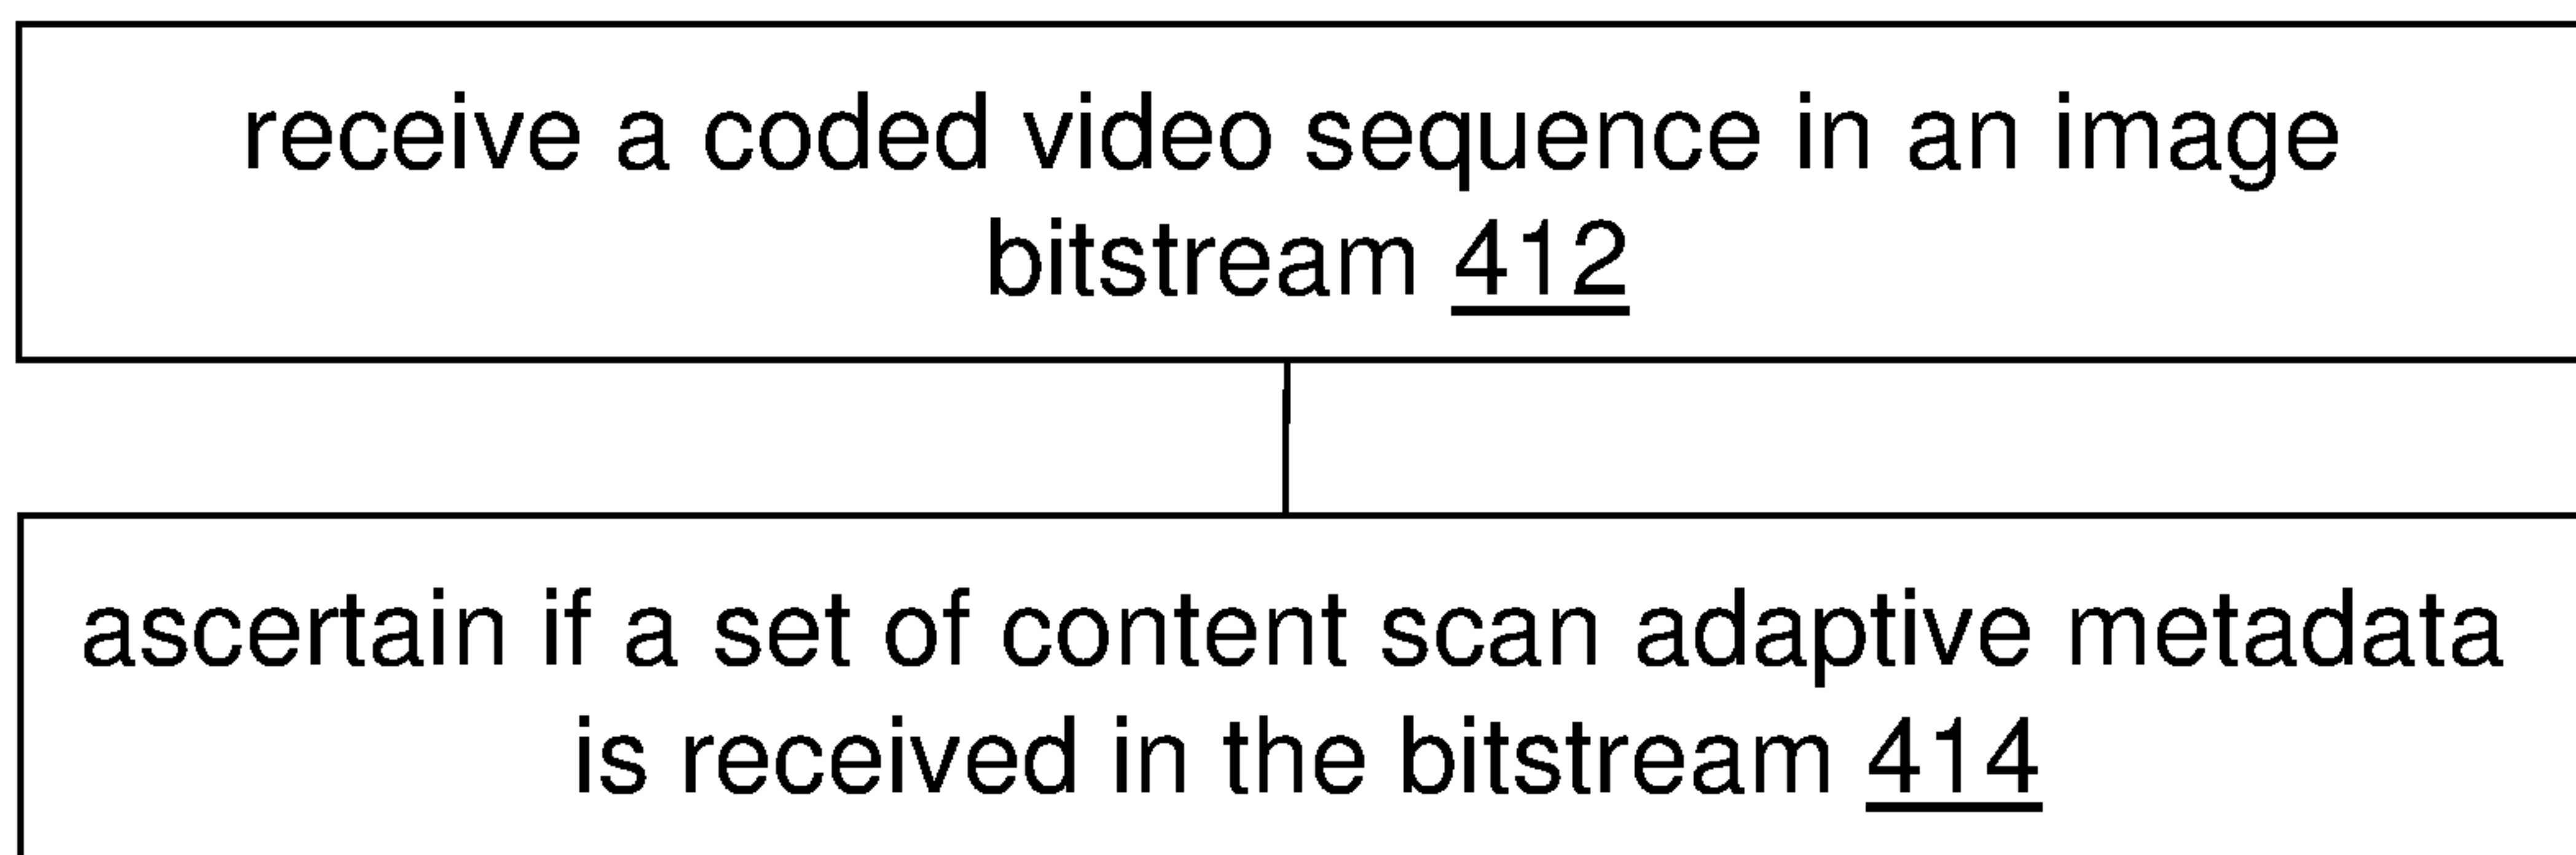 receive a coded video sequence in an image
bitstream 412
ascertain if a set of content scan adaptive metadata
is received in the bitstream 414